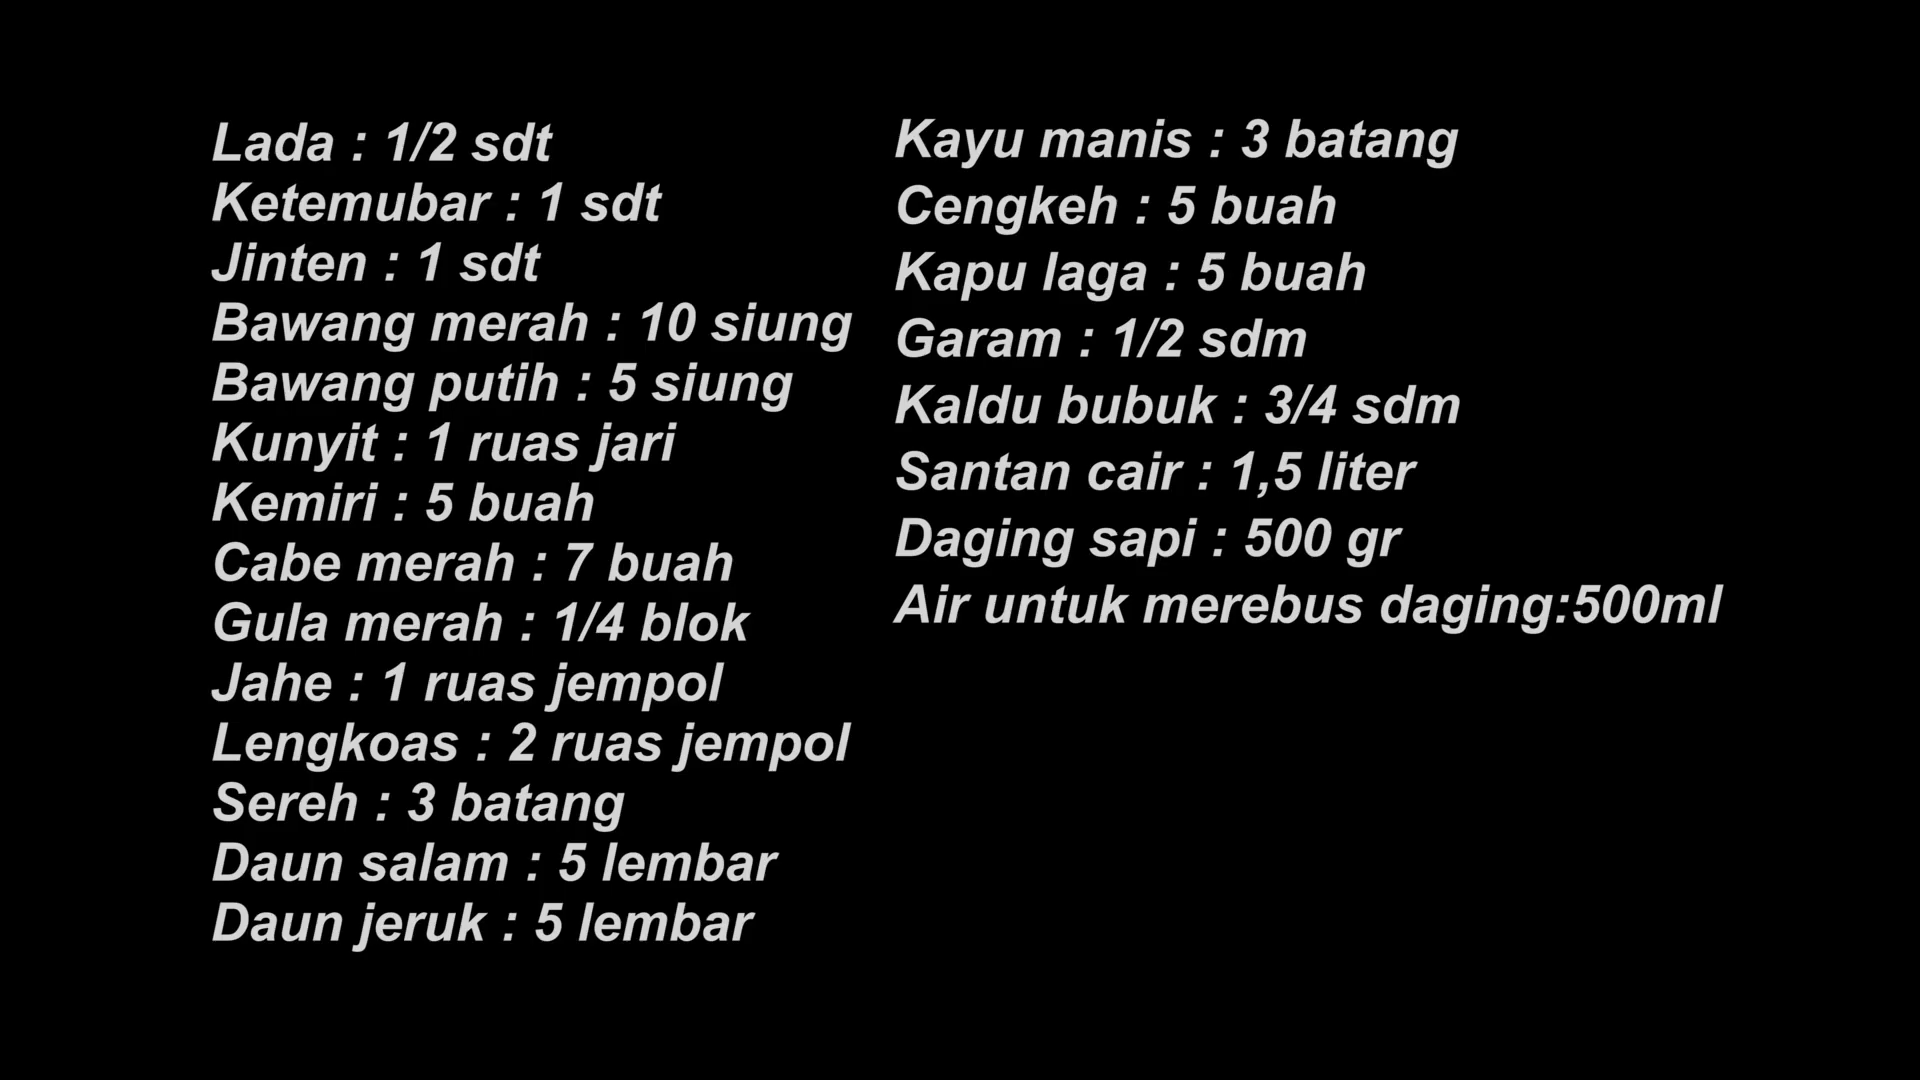 Lada : 1/2 sdt
Ketemubar : 1 sdt
Jinten : 1 sdt
Bawang merah : 10 siung
Bawang putih : 5 siung
Kunyit : 1 ruas jari
Kemiri : 5 buah
Cabe merah : 7 buah
Gula merah : 1/4 blok
Jahe : 1 ruas jempol
Lengkoas : 2 ruas jempol
Sereh : 3 batang
Daun salam : 5 lembar
Daun jeruk : 5 lembar
Kayu manis : 3 batang
Cengkeh : 5 buah
Kapu laga : 5 buah
Garam : 1/2 sdm
Kaldu bubuk : 3/4 sdm
Santan cair : 1,5 liter
Daging sapi : 500 gr
Air untuk merebus daging:500ml